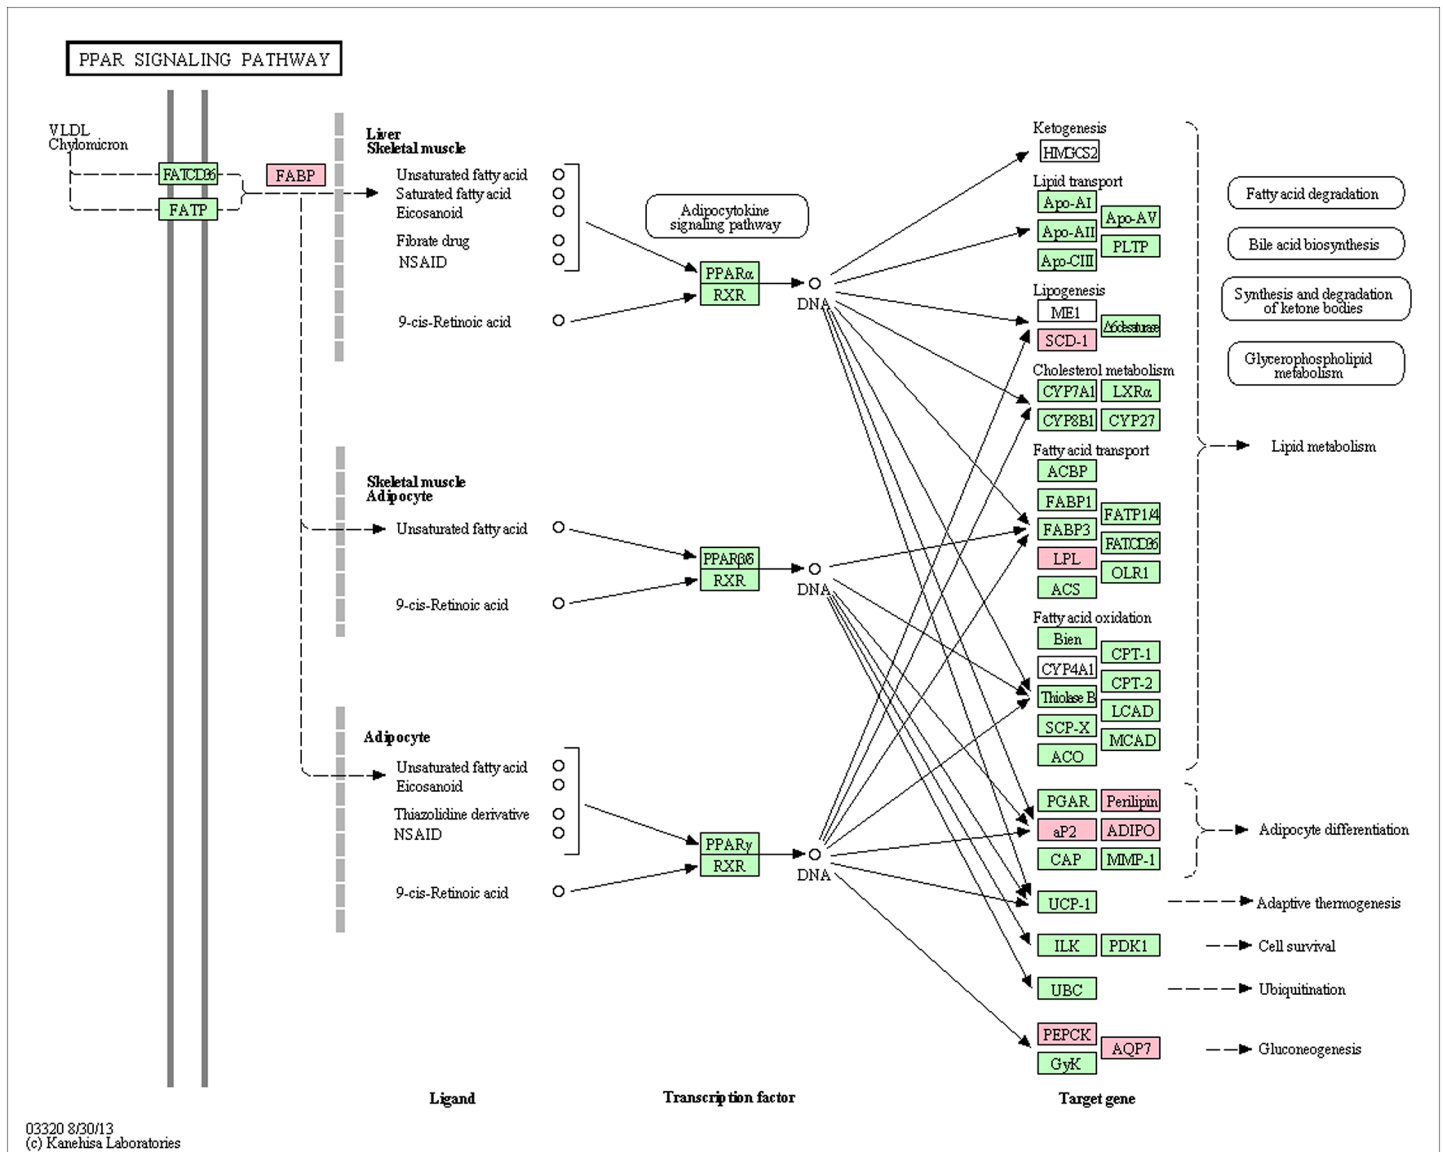 PPAR SIGNALING PATHWAY
VLDL
Chylomicron
FATCD36
FATP
FABP
Liver
Skeletal muscle
Unsaturated fatty acid
Saturated fatty acid
Eicosanoid
Fibrate drug
NSAID
9-cis-Retinoic acid
Adipocytokine
signaling pathway
PPARα
RXR
DNA
Skeletal muscle
Adipocyte
Unsaturated fatty acid
9-cis-Retinoic acid
PPARβ/δ
RXR
DNA
Adipocyte
Unsaturated fatty acid
Eicosanoid
Thiazolidine derivative
NSAID
9-cis-Retinoic acid
PPARγ
RXR
DNA
Ketogenesis
HMGCS2
Lipid transport
Apo-AI
Apo-AV
Apo-AII
PLTP
Apo-CIII
Lipogenesis
ME1
Δ6desaturase
SCD-1
Cholesterol metabolism
CYP7A1 LXRα
CYP8B1 CYP27
Fatty acid transport
ACBP
FABP1
FATP1/4
FABP3
FATCD36
LPL
OLR1
ACS
Fatty acid oxidation
Bien
CPT-1
CYP4A1
CPT-2
Thiolase B
LCAD
SCP-X
MCAD
ACO
PGAR Perilipin
aP2 ADIPO
CAP MMP-1
UCP-1
ILK PDK1
UBC
PEPCK
AQP7
GyK
Fatty acid degradation
Bile acid biosynthesis
Synthesis and degradation
of ketone bodies
Glycerophospholipid
metabolism
Lipid metabolism
Adipocyte differentiation
Adaptive thermogenesis
Cell survival
Ubiquitination
Gluconeogenesis
Ligand
Transcription factor
Target gene
03320 8/30/13
(c) Kanehisa Laboratories